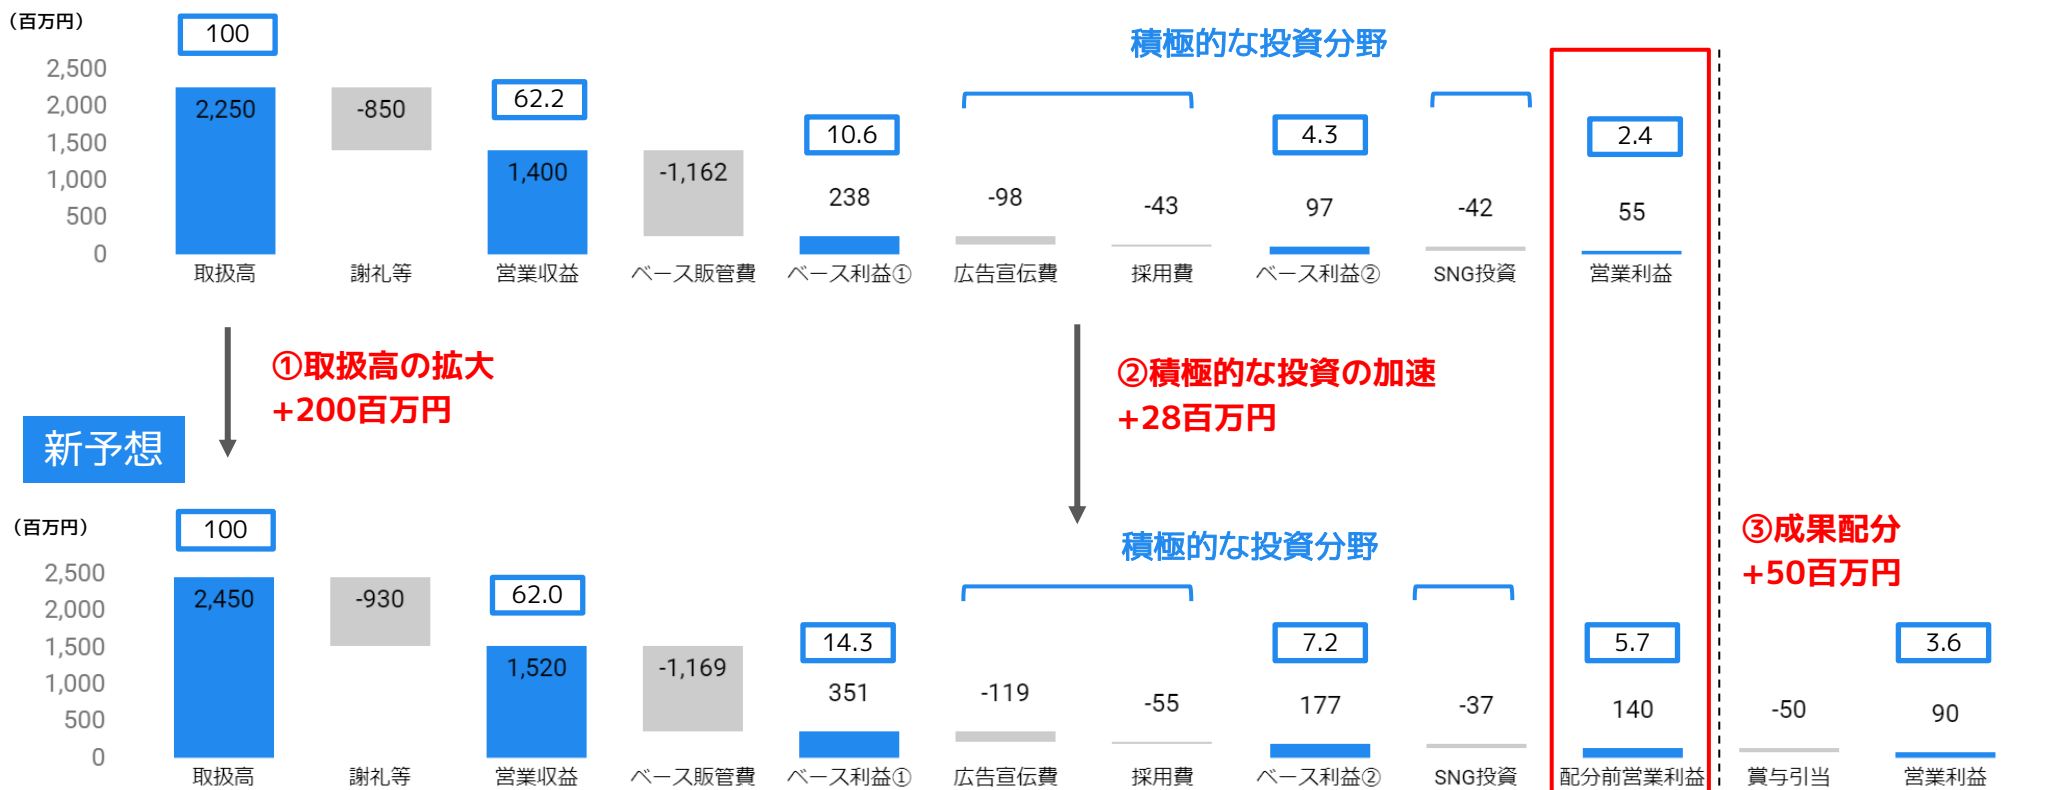 （百万円）
100
積極的な投資分野
2,500
2,000
1,500
1,000
500
0
2,250
-850
62.2
1,400
-1,162
10.6
238
-98
-43
4.3
97
-42
2.4
55
取扱高
謝礼等
営業収益
ベース販管費
ベース利益①
広告宣伝費
採用費
ベース利益②
SNG投資
営業利益
①取扱高の拡大
+200百万円
②積極的な投資の加速
+28百万円
新予想
（百万円）
100
積極的な投資分野
③成果配分
+50百万円
2,500
2,000
1,500
1,000
500
0
2,450
-930
62.0
1,520
-1,169
14.3
351
-119
-55
7.2
177
-37
5.7
140
-50
3.6
90
取扱高
謝礼等
営業収益
ベース販管費
ベース利益①
広告宣伝費
採用費
ベース利益②
SNG投資
配分前営業利益
賞与引当
営業利益